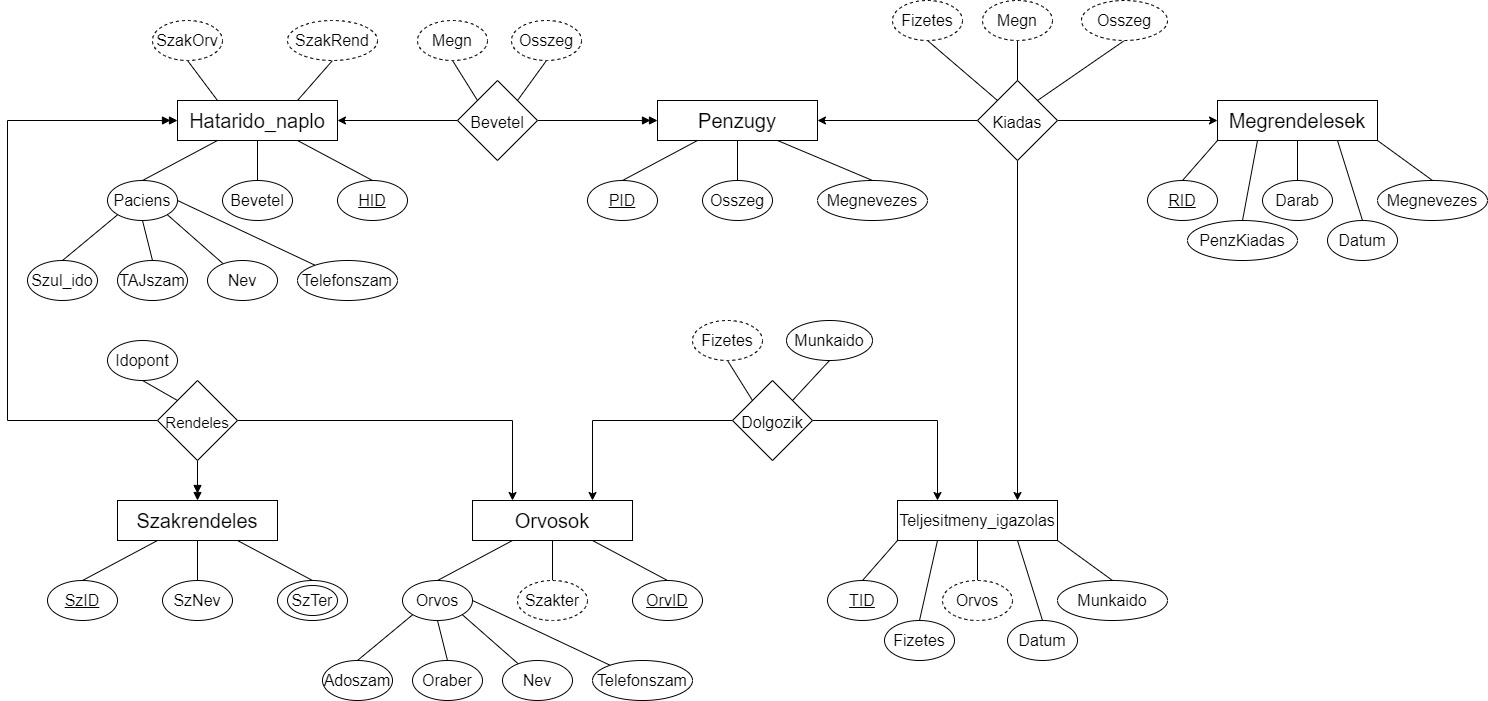 Fizetes
Megn
Osszeg
SzakOrv
SzakRend
Megn
Osszeg
Hatarido_naplo
Bevetel
Penzugy
Kiadas
Megrendelesek
Paciens
Bevetel
HID
PID
Osszeg
Megnevezes
RID
Darab
Megnevezes
PenzKiadas
Datum
Szul_ido
TAJszam
Nev
Telefonszam
Fizetes
Munkaido
Idopont
Rendeles
Dolgozik
Szakrendeles
Orvosok
Teljesitmeny_igazolas
SzID
SzNev
SzTer
Orvos
Szakter
OrvID
TID
Orvos
Munkaido
Fizetes
Datum
Adoszam
Oraber
Nev
Telefonszam